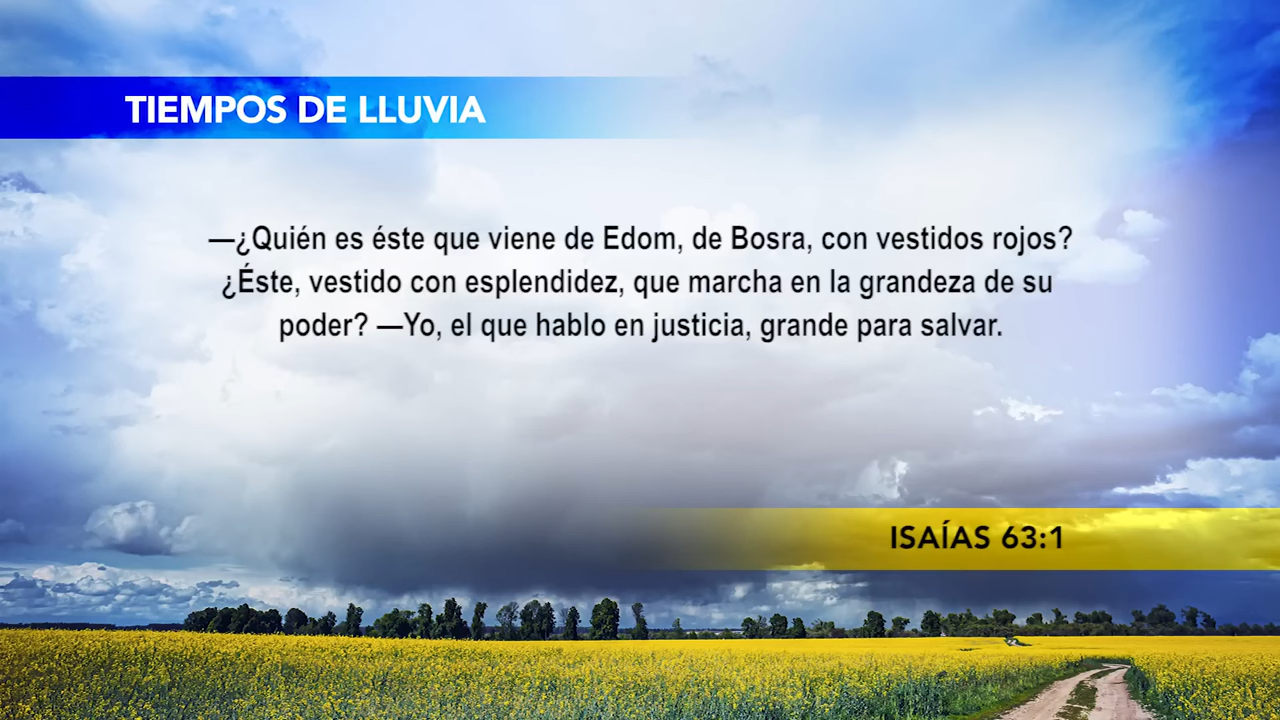 TIEMPOS DE LLUVIA
—¿Quién es éste que viene de Edom, de Bosra, con vestidos rojos?
¿Éste, vestido con esplendidez, que marcha en la grandeza de su
poder? —Yo, el que hablo en justicia, grande para salvar.
ISAÍAS 63:1